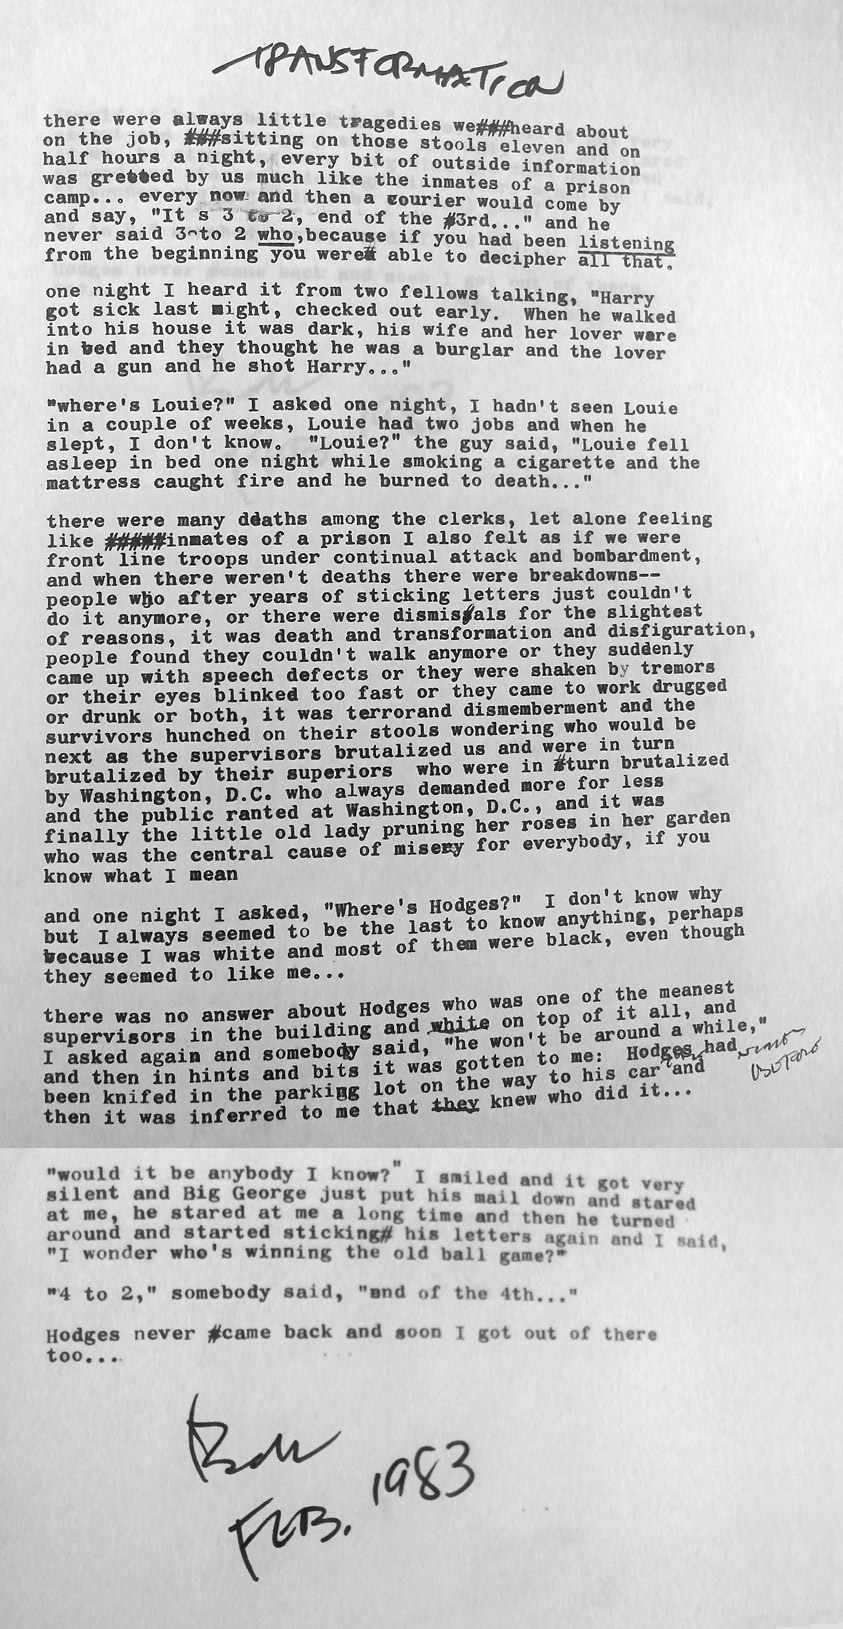 TRANSFORMATION
there were always little tragedies we###heard about
on the job, ###sitting on those stools eleven and on
half hours a night, every bit of outside information
was greeted by us much like the inmates of a prison
camp... every now and then a courier would come by
and say, "It s 3 to 2, end of the #3rd..." and he
never said 3 to 2 who,because if you had been listening
from the beginning you were# able to decipher all that.
one night I heard it from two fellows talking, "Harry
got sick last night, checked out early. When he walked
into his house it was dark, his wife and her lover were
in bed and they thought he was a burglar and the lover
had a gun and he shot Harry..."
"where's Louie?" I asked one night, I hadn't seen Louie
in a couple of weeks, Louie had two jobs and when he
slept, I don't know. "Louie?" the guy said, "Louie fell
asleep in bed one night while smoking a cigarette and the
mattress caught fire and he burned to death..."
there were many deaths among the clerks, let alone feeling
like #####inmates of a prison I also felt as if we were
front line troops under continual attack and bombardment,
and when there weren't deaths there were breakdowns--
people who after years of sticking letters just couldn't
do it anymore, or there were dismissals for the slightest
of reasons, it was death and transformation and disfiguration,
people found they couldn't walk anymore or they suddenly
came up with speech defects or they were shaken by tremors
or their eyes blinked too fast or they came to work drugged
or drunk or both, it was terrorand dismemberment and the
survivors hunched on their stools wondering who would be
next as the supervisors brutalized us and were in turn
brutalized by their superiors who were in #turn brutalized
by Washington, D.C. who always demanded more for less
and the public ranted at Washington, D.C., and it was
finally the little old lady pruning her roses in her garden
who was the central cause of misery for everybody, if you
know what I mean
and one night I asked, "Where's Hodges?" I don't know why
but I always seemed to be the last to know anything, perhaps
because I was white and most of them were black, even though
they seemed to like me...
there was no answer about Hodges who was one of the meanest
supervisors in the building and white on top of it all, and
I asked again and somebody said, "he won't be around a while,"
and then in hints and bits it was gotten to me: Hodges had
been knifed in the parking lot on the way to his car and
then it was inferred to me that they knew who did it...
"would it be anybody I know?" I smiled and it got very
silent and Big George just put his mail down and stared
at me, he stared at me a long time and then he turned
around and started sticking# his letters again and I said,
"I wonder who's winning the old ball game?"
"4 to 2," somebody said, "end of the 4th..."
Hodges never #came back and soon I got out of there
too...
FEB. 1983